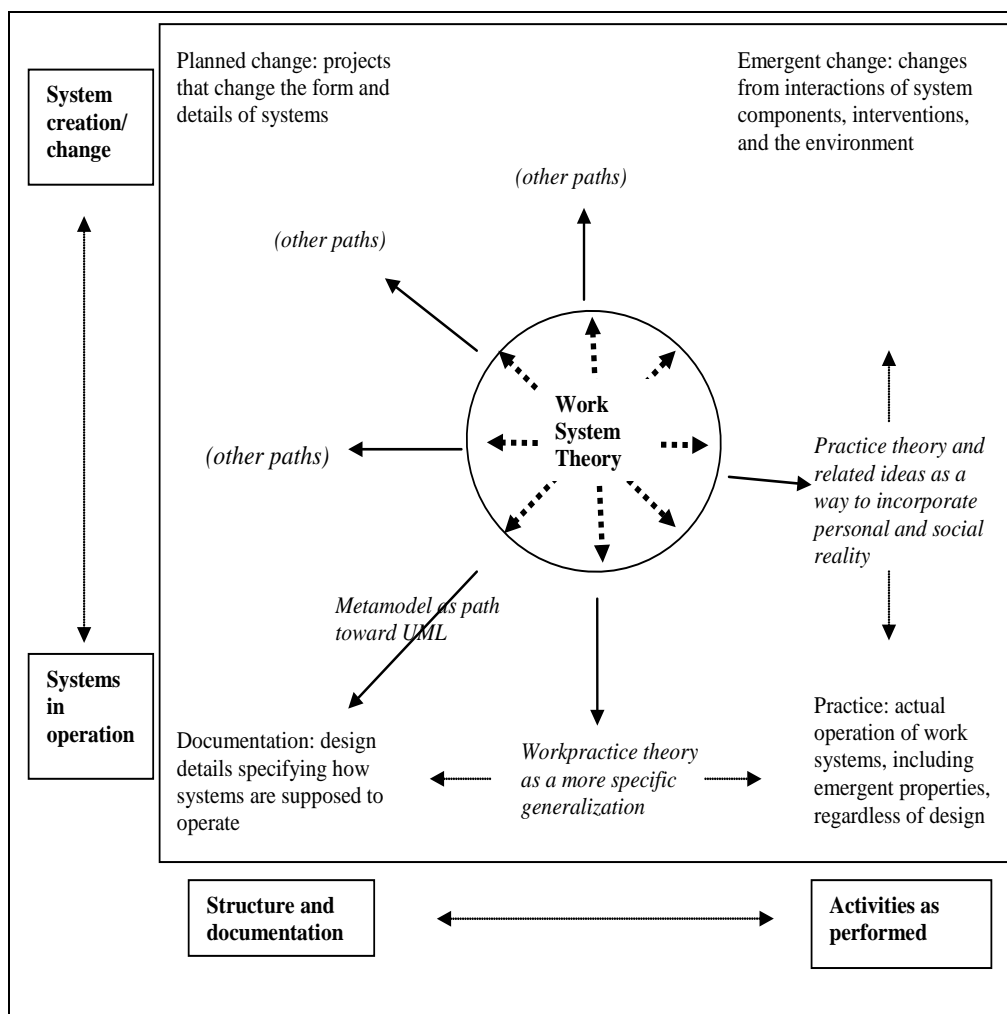 Planned change: projects
that change the form and
details of systems
Emergent change: changes
from interactions of system
components, interventions,
and the environment
System
creation/
change
(other paths)
(other paths)
Work
System
Theory
(other paths)
Practice theory and
related ideas as a
way to incorporate
personal and social
reality
Metamodel as path
toward UML
Systems
in
operation
Documentation: design
details specifying how
systems are supposed to
operate
Workpractice theory
as a more specific
generalization
Practice: actual
operation of work
systems, including
emergent properties,
regardless of design
Structure and
documentation
Activities as
performed